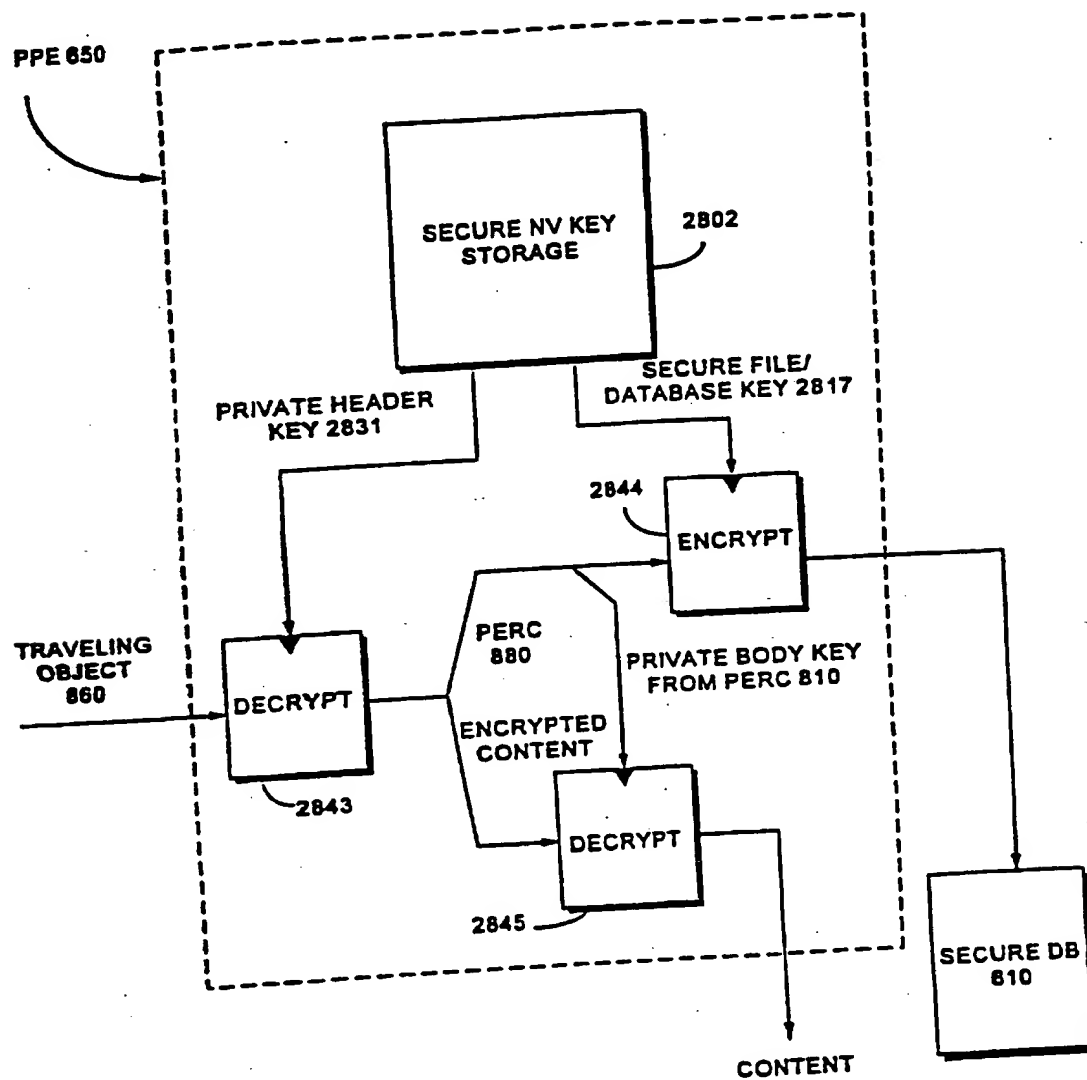 PPE 650
SECURE NV KEY
STORAGE
2802
SECURE FILE/
DATABASE KEY 2817
PRIVATE HEADER
KEY 2831
2844
ENCRYPT
TRAVELING
OBJECT
860
DECRYPT
PERC
880
PRIVATE BODY KEY
FROM PERC 810
ENCRYPTED
CONTENT
2843
DECRYPT
2845
SECURE DB
610
CONTENT